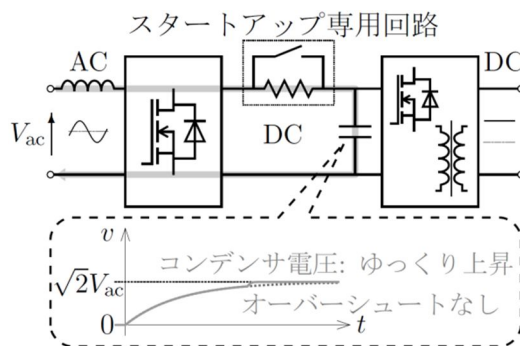 スタートアップ専用回路
AC
DC
V_ac
DC
v
コンデンサ電圧: ゆっくり上昇
√2V_ac
オーバーシュートなし
0
t